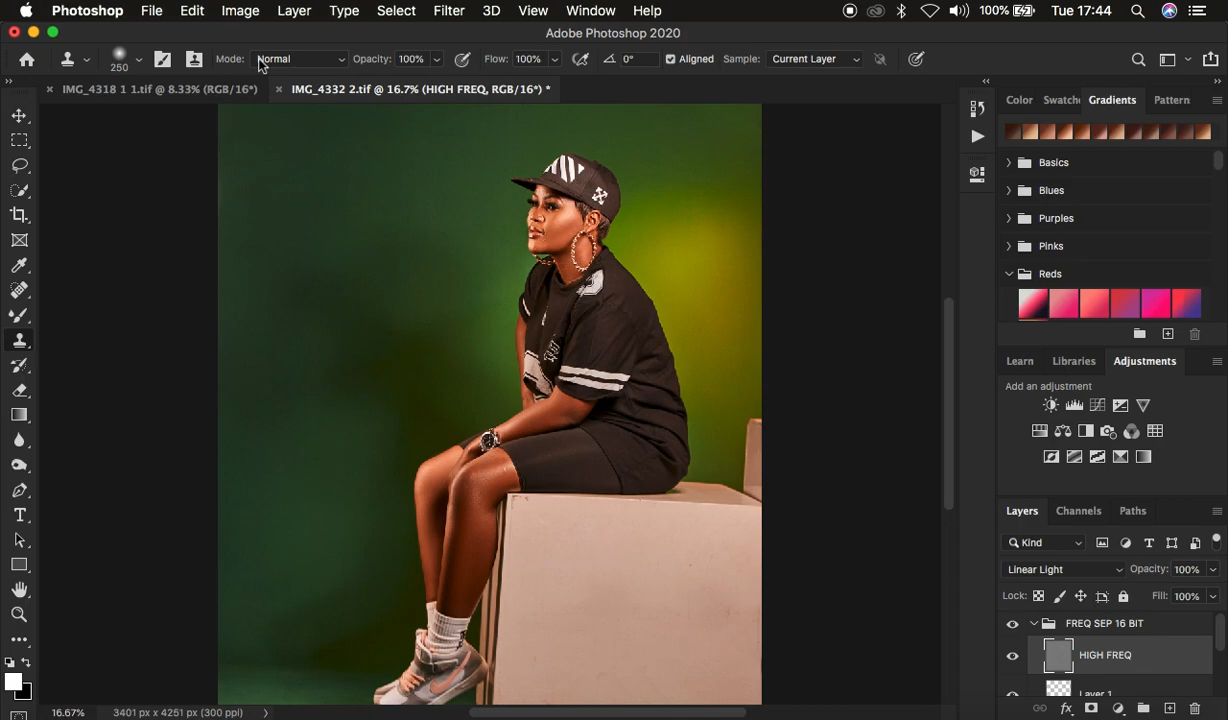 Photoshop File Edit Image Layer Type Select Filter 3D View Window Help 100% Tue 17:44
Adobe Photoshop 2020
250 Mode: Normal Opacity: 100% Flow: 100% 0° Aligned Sample: Current Layer
IMG_4318 1 1.tif @ 8.33% (RGB/16*) IMG_4332 2.tif @ 16.7% (HIGH FREQ, RGB/16*) *
Color Swatche Gradients Pattern
Basics
Blues
Purples
Pinks
Reds
Learn Libraries Adjustments
Add an adjustment
Layers Channels Paths
Kind
Linear Light Opacity: 100%
Lock: Fill: 100%
FREQ SEP 16 BIT
HIGH FREQ
Layer 1
16.67% 3401 px x 4251 px (300 ppi)